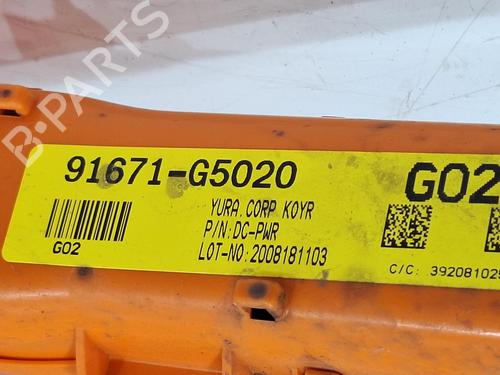 B-PARTS
91671-G5020
G02
YURA.CORP KOYR
P/N:DC-PWR
LOT-NO:2008181103
G02
C/C: 392081025